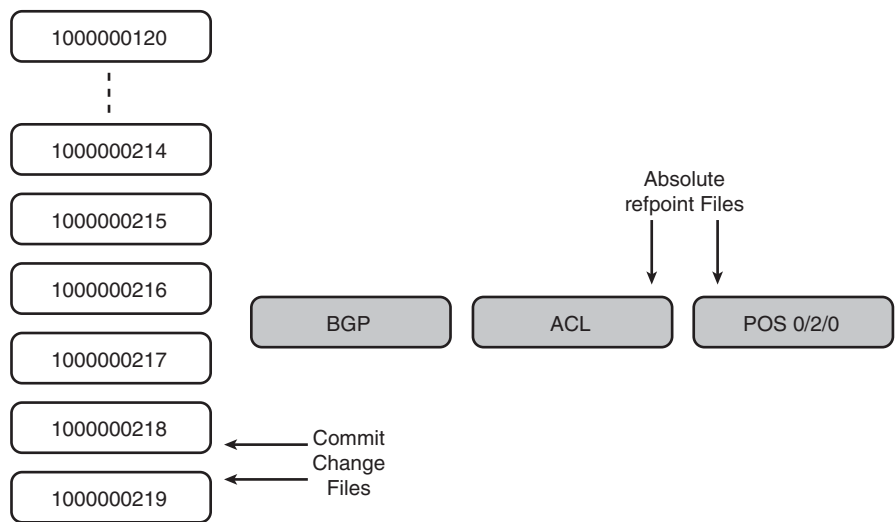 1000000120
1000000214
1000000215
1000000216
1000000217
1000000218
1000000219
Absolute
refpoint Files
BGP
ACL
POS 0/2/0
Commit
Change
Files